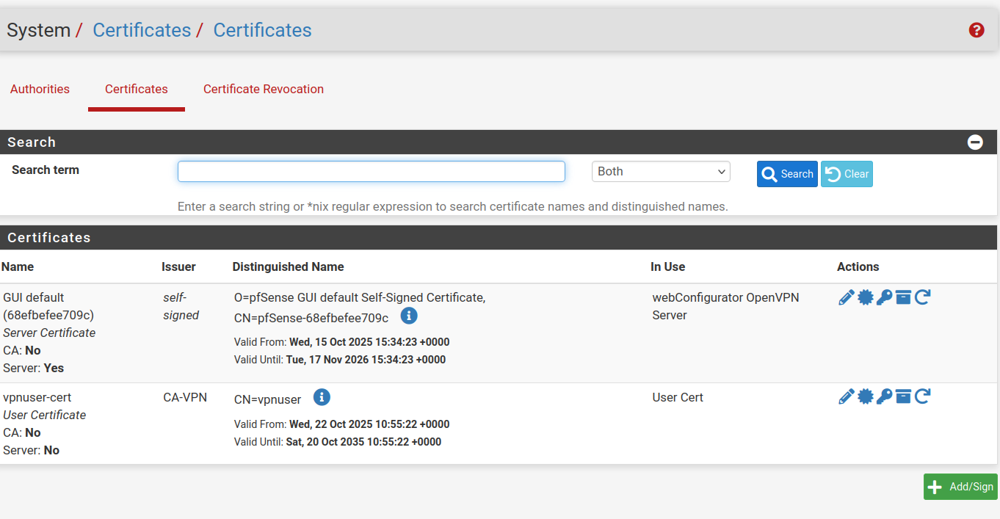 System / Certificates / Certificates
Authorities Certificates Certificate Revocation
Search
Search term Both Search Clear
Enter a search string or *nix regular expression to search certificate names and distinguished names.
Certificates
Name Issuer Distinguished Name In Use Actions
GUI default
(68efbefee709c)
Server Certificate
CA: No
Server: Yes
self-
signed
O=pfSense GUI default Self-Signed Certificate,
CN=pfSense-68efbefee709c
Valid From: Wed, 15 Oct 2025 15:34:23 +0000
Valid Until: Tue, 17 Nov 2026 15:34:23 +0000
webConfigurator OpenVPN
Server
vpnuser-cert
User Certificate
CA: No
Server: No
CA-VPN
CN=vpnuser
Valid From: Wed, 22 Oct 2025 10:55:22 +0000
Valid Until: Sat, 20 Oct 2035 10:55:22 +0000
User Cert
Add/Sign